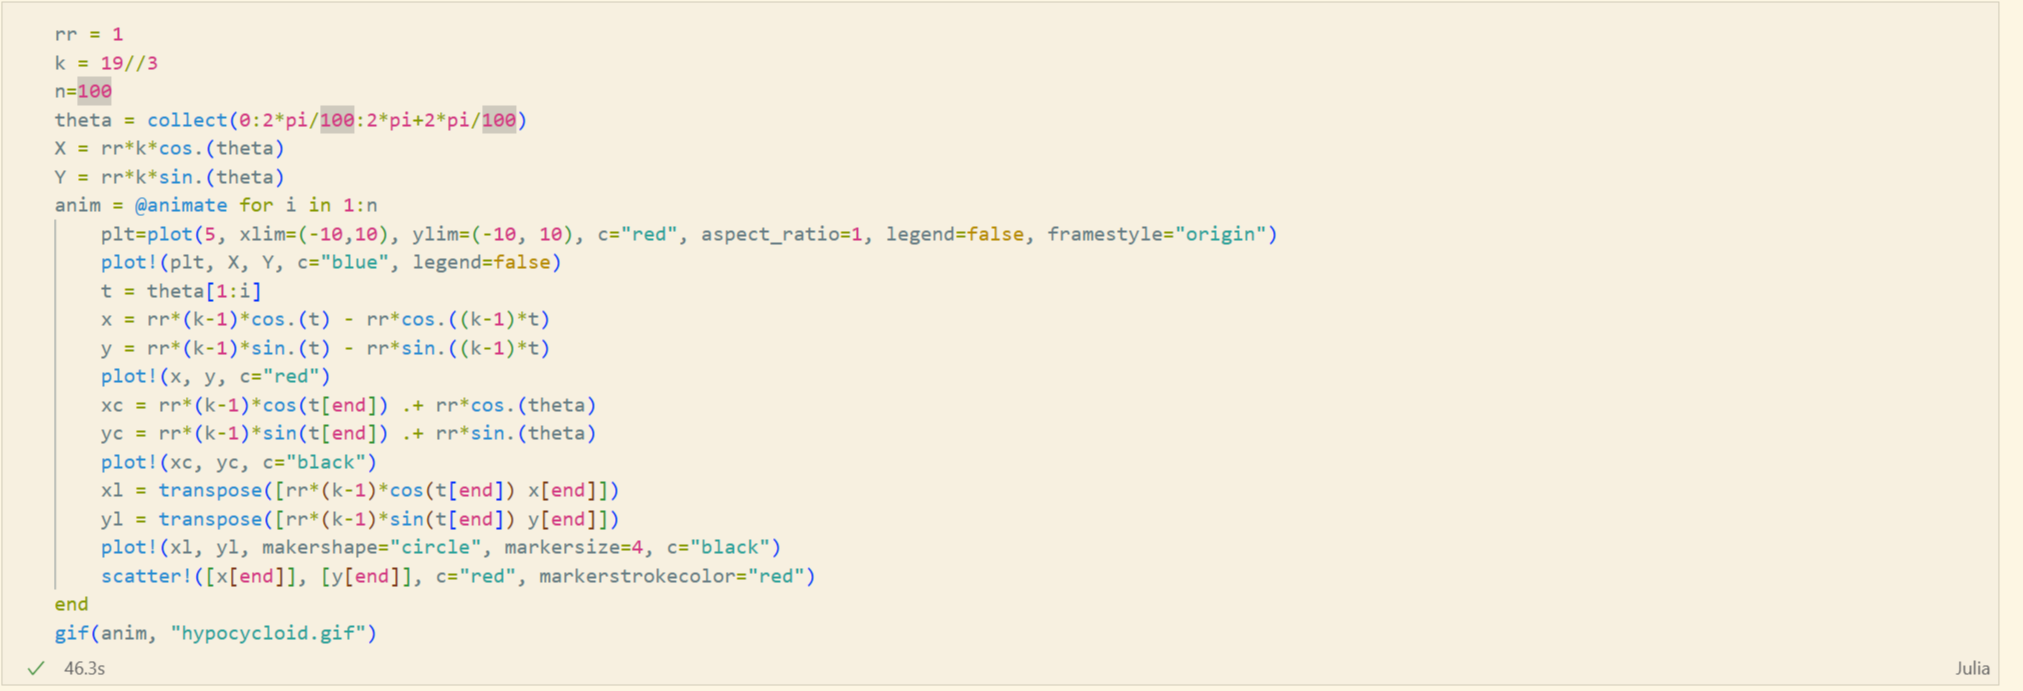 rr = 1
k = 19//3
n=100
theta = collect(0:2*pi/100:2*pi+2*pi/100)
X = rr*k*cos.(theta)
Y = rr*k*sin.(theta)
anim = @animate for i in 1:n
    plt=plot(5, xlim=(-10,10), ylim=(-10, 10), c="red", aspect_ratio=1, legend=false, framestyle="origin")
    plot!(plt, X, Y, c="blue", legend=false)
    t = theta[1:i]
    x = rr*(k-1)*cos.(t) - rr*cos.((k-1)*t)
    y = rr*(k-1)*sin.(t) - rr*sin.((k-1)*t)
    plot!(x, y, c="red")
    xc = rr*(k-1)*cos(t[end]) .+ rr*cos.(theta)
    yc = rr*(k-1)*sin(t[end]) .+ rr*sin.(theta)
    plot!(xc, yc, c="black")
    xl = transpose([rr*(k-1)*cos(t[end]) x[end]])
    yl = transpose([rr*(k-1)*sin(t[end]) y[end]])
    plot!(xl, yl, makershape="circle", markersize=4, c="black")
    scatter!([x[end]], [y[end]], c="red", markerstrokecolor="red")
end
gif(anim, "hypocycloid.gif")
46.3s
Julia